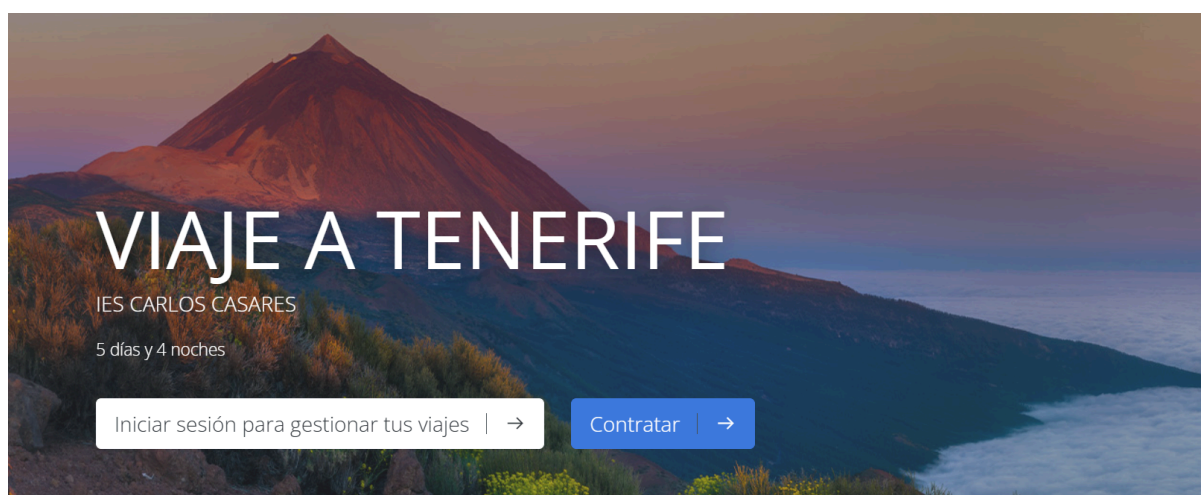 VIAJE A TENERIFE
IES CARLOS CASARES
5 días y 4 noches
Iniciar sesión para gestionar tus viajes
Contratar